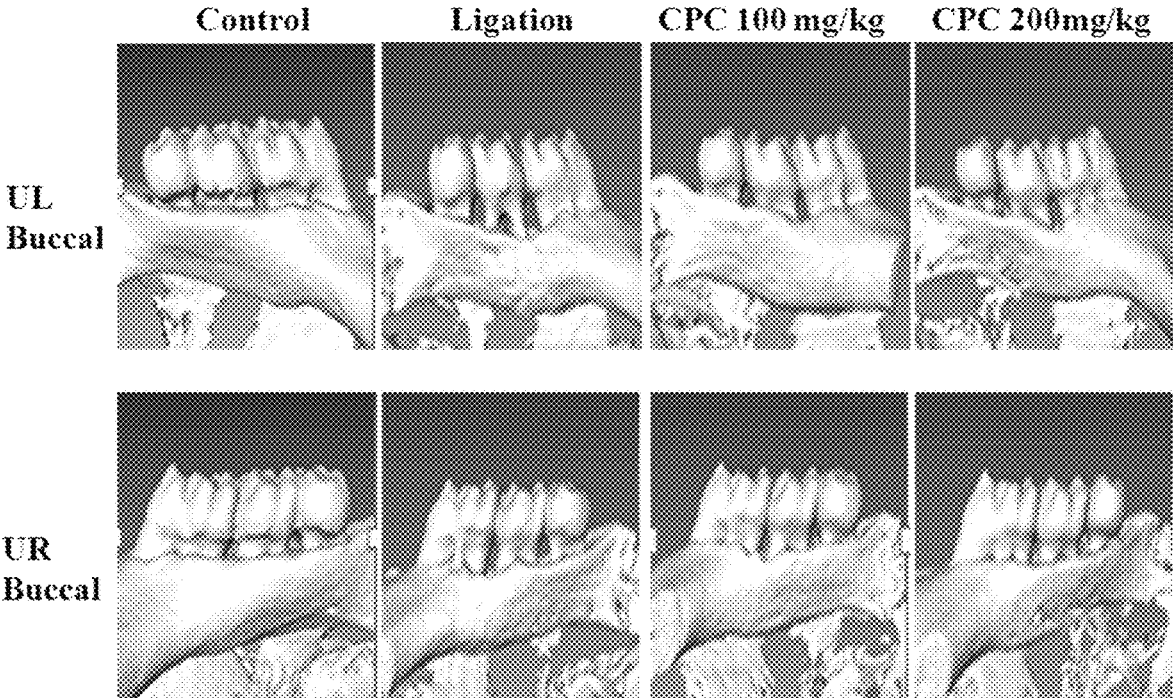 Control Ligation CPC 100 mg/kg CPC 200mg/kg
UL
Buccal
UR
Buccal